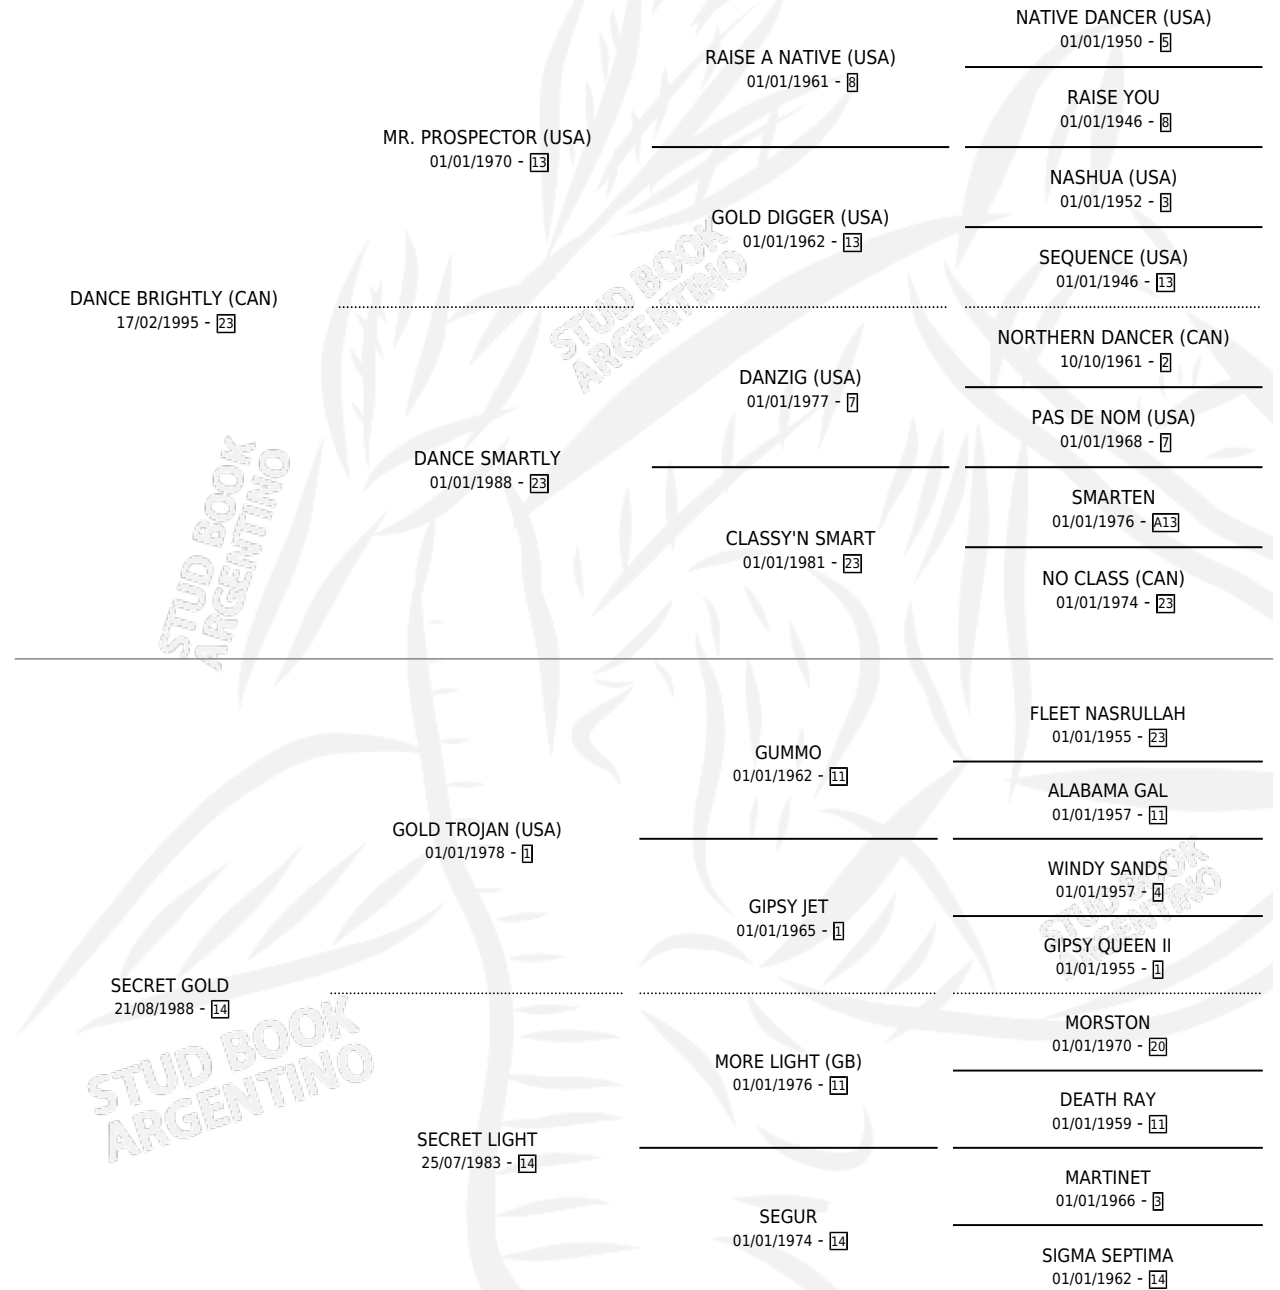 NATIVE DANCER (USA)
01/01/1950 - 5
RAISE A NATIVE (USA)
01/01/1961 - 8
RAISE YOU
01/01/1946 - 8
MR. PROSPECTOR (USA)
01/01/1970 - 13
NASHUA (USA)
01/01/1952 - 3
GOLD DIGGER (USA)
01/01/1962 - 13
SEQUENCE (USA)
01/01/1946 - 13
DANCE BRIGHTLY (CAN)
17/02/1995 - 23
NORTHERN DANCER (CAN)
10/10/1961 - 2
DANZIG (USA)
01/01/1977 - 7
PAS DE NOM (USA)
01/01/1968 - 7
DANCE SMARTLY
01/01/1988 - 23
SMARTEN
01/01/1976 - A13
CLASSY'N SMART
01/01/1981 - 23
NO CLASS (CAN)
01/01/1974 - 23
STUD BOOK
ARGENTINO
STUD BOOK
ARGENTINO
FLEET NASRULLAH
01/01/1955 - 23
GUMMO
01/01/1962 - 11
ALABAMA GAL
01/01/1957 - 11
GOLD TROJAN (USA)
01/01/1978 - 1
WINDY SANDS
01/01/1957 - 4
GIPSY JET
01/01/1965 - 1
GIPSY QUEEN II
01/01/1955 - 1
SECRET GOLD
21/08/1988 - 14
MORSTON
01/01/1970 - 20
MORE LIGHT (GB)
01/01/1976 - 11
DEATH RAY
01/01/1959 - 11
SECRET LIGHT
25/07/1983 - 14
MARTINET
01/01/1966 - 3
SEGUR
01/01/1974 - 14
SIGMA SEPTIMA
01/01/1962 - 14
STUD BOOK
ARGENTINO
STUD BOOK
ARGENTINO